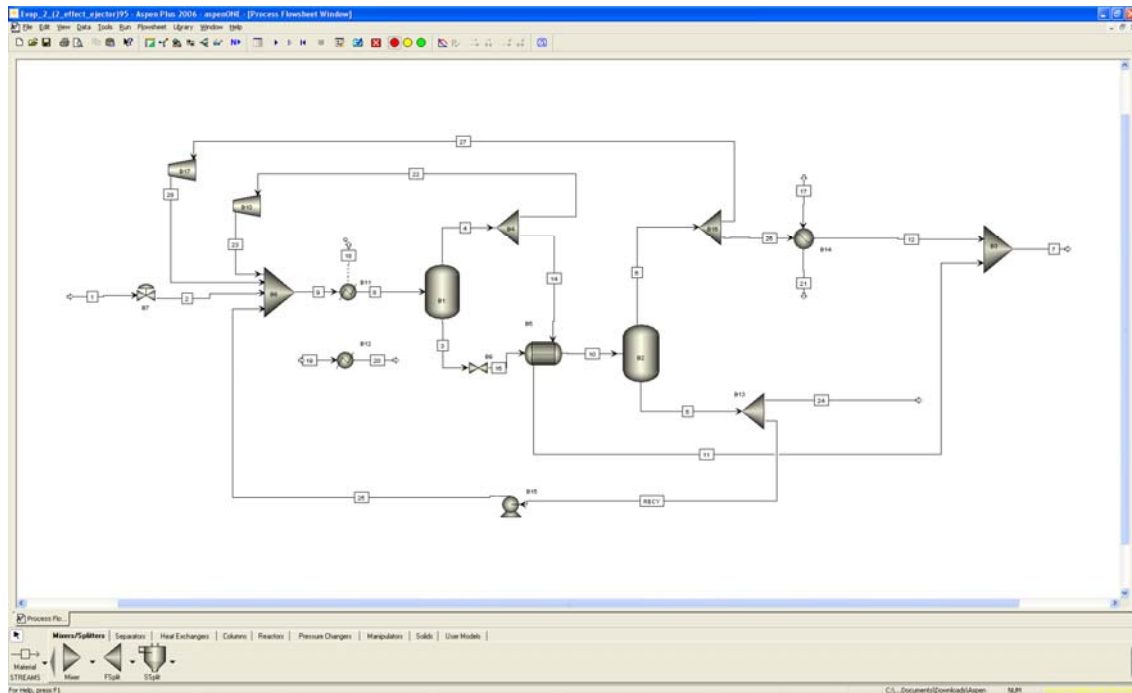 Evap_2_(2_effect_ejector)95 - Aspen Plus 2006 - aspenONE - [Process Flowsheet Window]
File Edit View Data Tools Run Flowsheet Library Window Help
N➤
27
B17
22
17
28
B10
4
B4
B16
23
18
25
B14
12
B3
7
B11
6
14
1
2
B6
9
B1
21
B7
3
B5
B12
B9
19
20
15
10
B2
5
B13
24
11
B15
RECY
Process Flo...
Mixers/Splitters | Separators | Heat Exchangers | Columns | Reactors | Pressure Changers | Manipulators | Solids | User Models
Material
STREAMS
Mixer
FSplit
SSplit
For Help, press F1
C:\...Documents\Downloads\Aspen
NUM